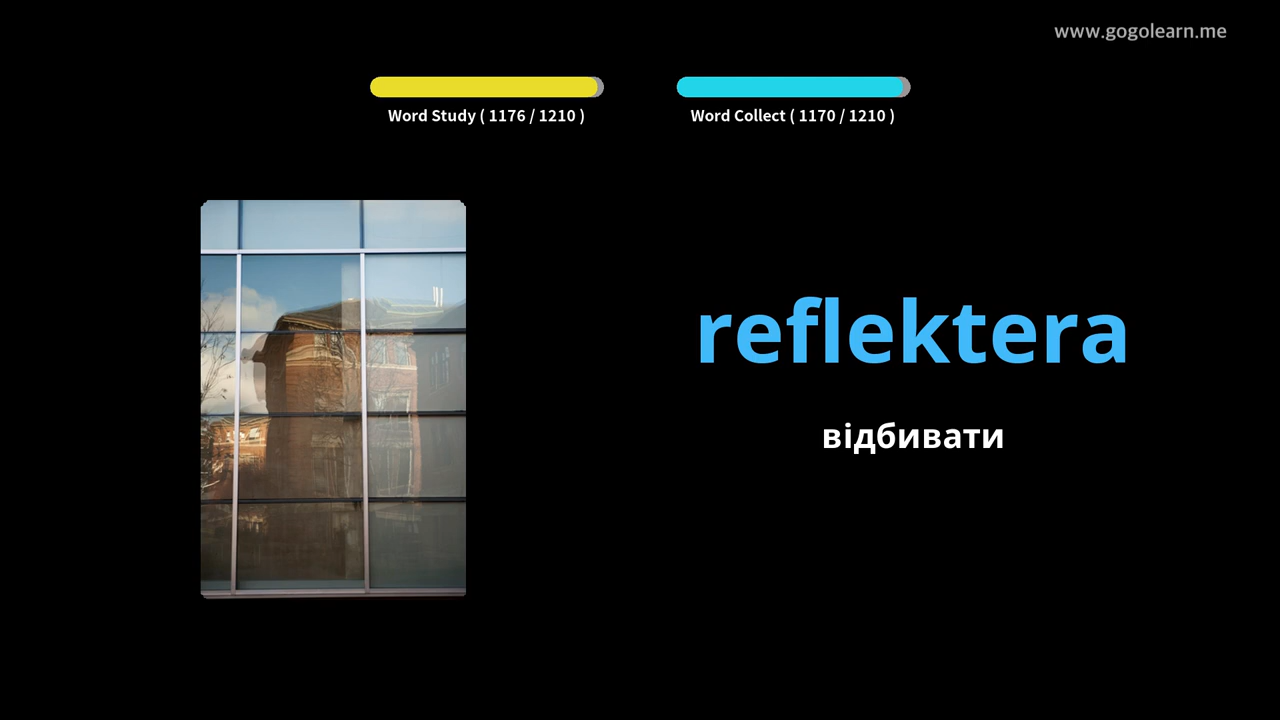 www.gogolearn.me
Word Study ( 1176 / 1210 )
Word Collect ( 1170 / 1210 )
reflektera
відбивати